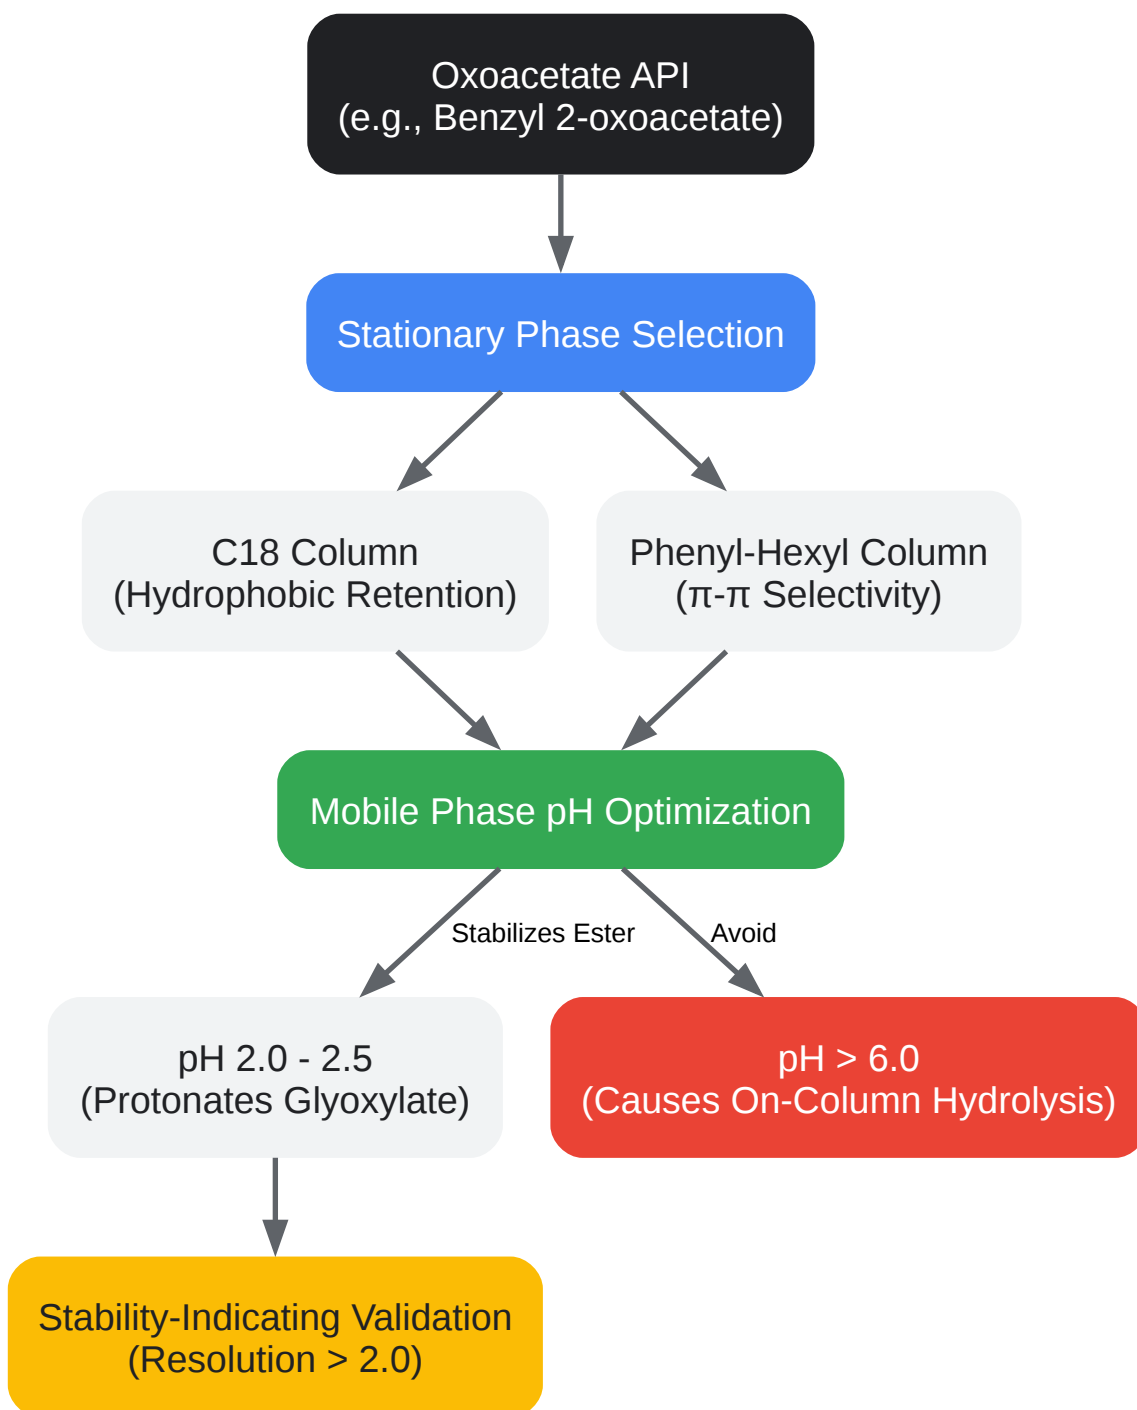 Oxoacetate API
(e.g., Benzyl 2-oxoacetate)
Stationary Phase Selection
C18 Column
(Hydrophobic Retention)
Phenyl-Hexyl Column
(π-π Selectivity)
Mobile Phase pH Optimization
Stabilizes Ester
Avoid
pH 2.0 - 2.5
(Protonates Glyoxylate)
pH > 6.0
(Causes On-Column Hydrolysis)
Stability-Indicating Validation
(Resolution > 2.0)